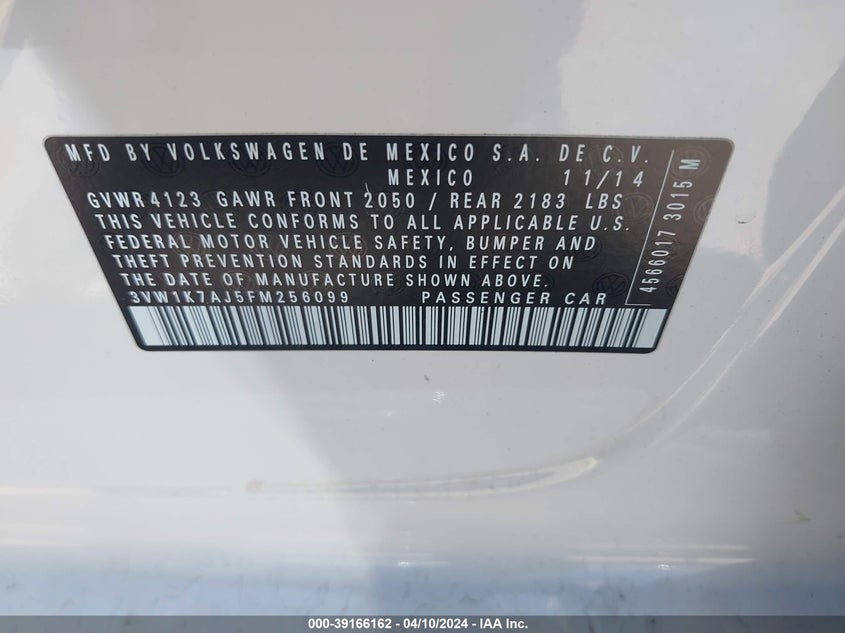 MFD BY VOLKSWAGEN DE MEXICO S.A. DE C.V.
MEXICO 11/14
GVWR 4123 GAWR FRONT 2050 / REAR 2183 LBS
THIS VEHICLE CONFORMS TO ALL APPLICABLE U.S.
FEDERAL MOTOR VEHICLE SAFETY, BUMPER AND
THEFT PREVENTION STANDARDS IN EFFECT ON
THE DATE OF MANUFACTURE SHOWN ABOVE.
3VW1K7AJ5FM256099 PASSENGER CAR
4566017 3015 M
000-39166162 - 04/10/2024 - IAA Inc.